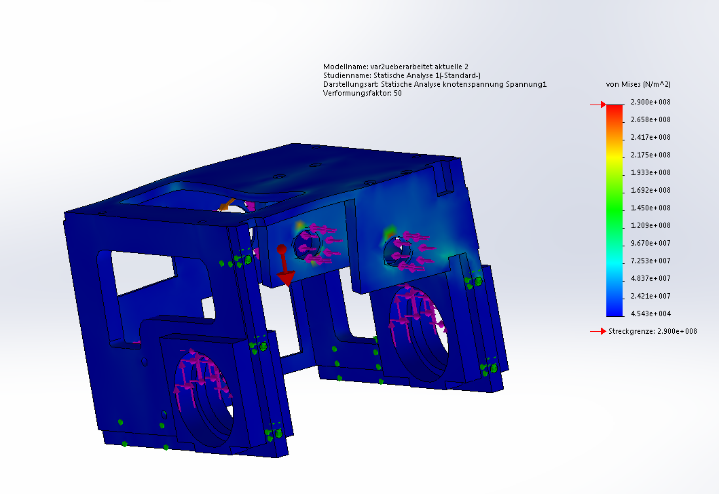 Modellname: var2ueberarbeitet aktuelle 2
Studienname: Statische Analyse 1(-Standard-)
Darstellungsart: Statische Analyse knotenspannung Spannung1
Verformungsfaktor: 50
von Mises (N/m^2)
2.900e+008
2.658e+008
2.417e+008
2.175e+008
1.933e+008
1.692e+008
1.450e+008
1.209e+008
9.670e+007
7.253e+007
4.837e+007
2.421e+007
4.543e+004
Streckgrenze: 2.900e+008